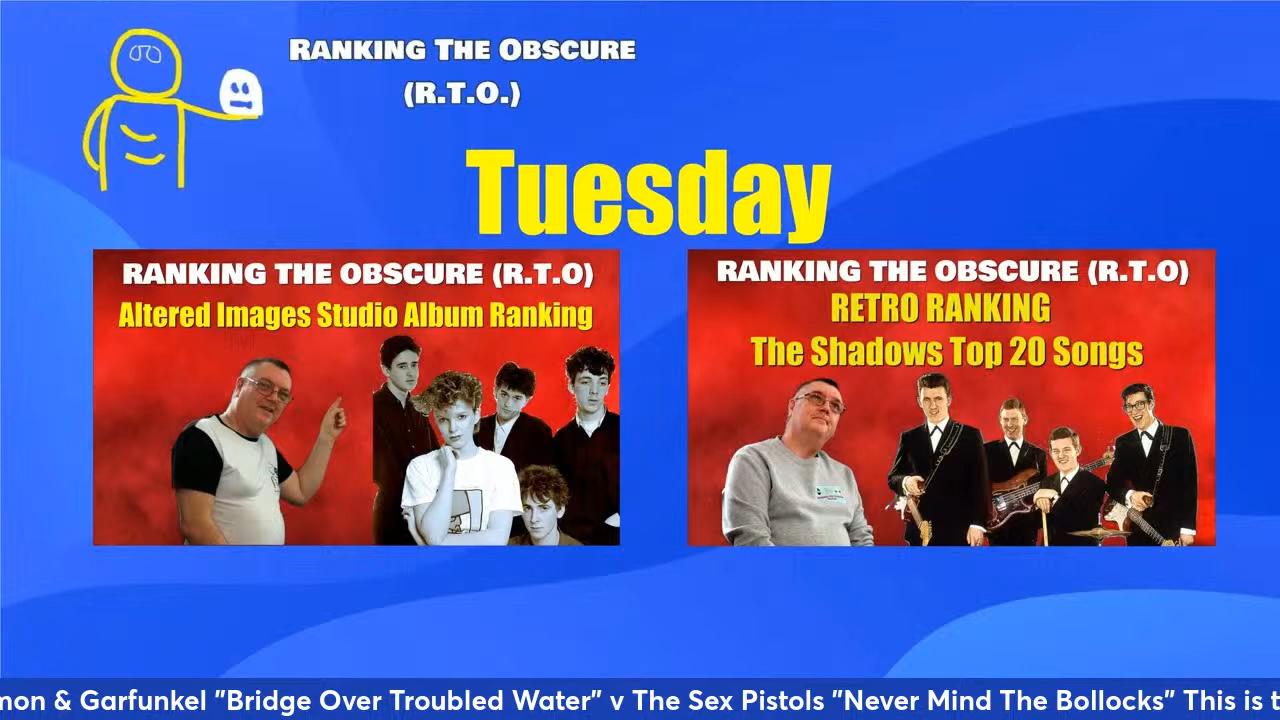 RANKING THE OBSCURE
(R.T.O.)
Tuesday
RANKING THE OBSCURE (R.T.O)
Altered Images Studio Album Ranking
RANKING THE OBSCURE (R.T.O)
RETRO RANKING
The Shadows Top 20 Songs
mon & Garfunkel "Bridge Over Troubled Water" v The Sex Pistols "Never Mind The Bollocks" This is t